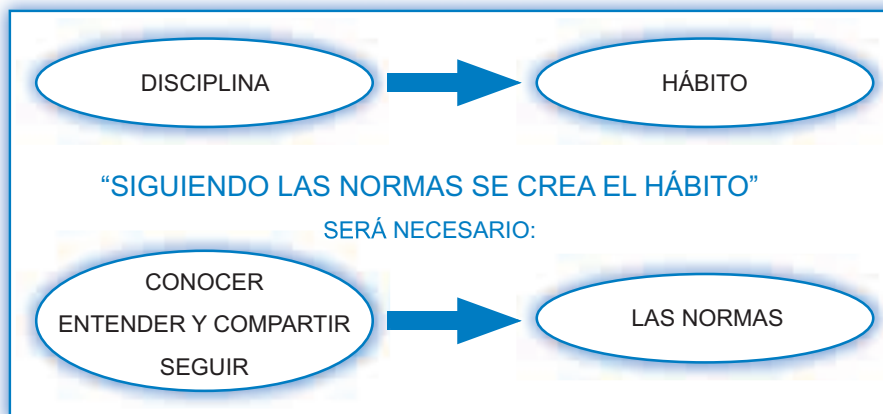 DISCIPLINA
HÁBITO
“SIGUIENDO LAS NORMAS SE CREA EL HÁBITO”
SERÁ NECESARIO:
CONOCER
ENTENDER Y COMPARTIR
SEGUIR
LAS NORMAS